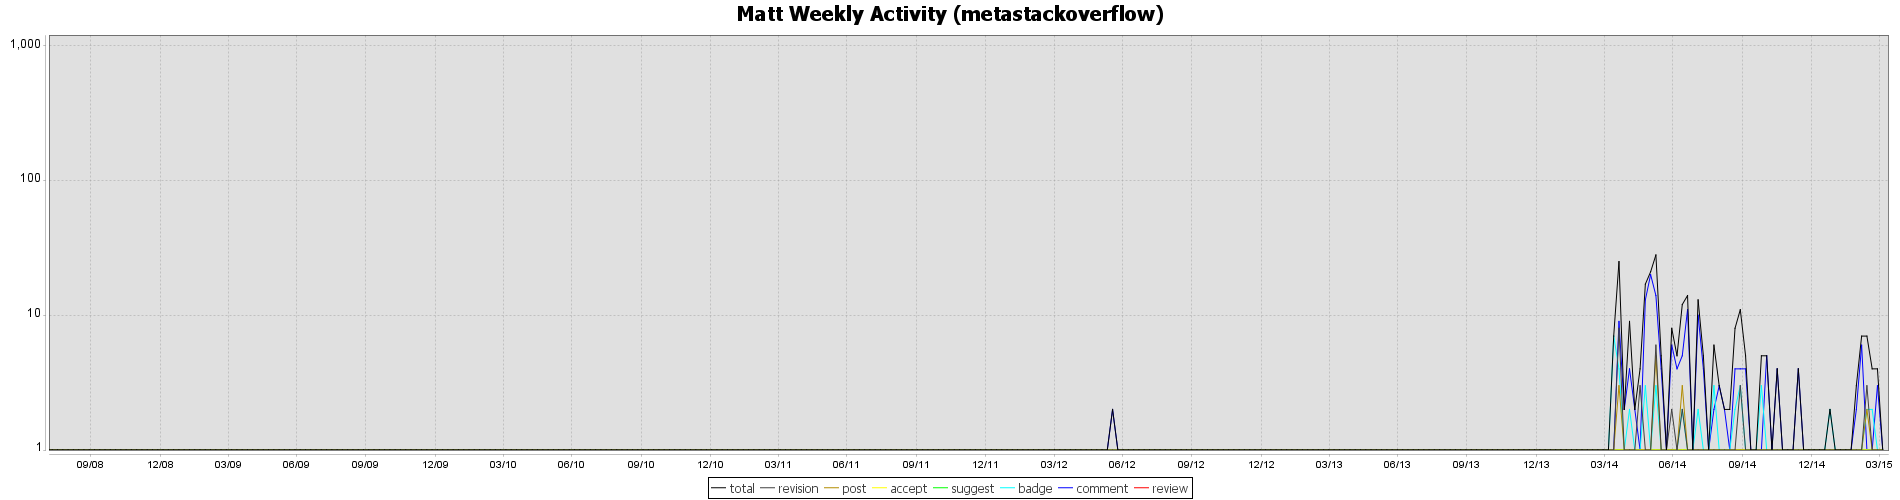 Matt Weekly Activity (metastackoverflow)
1,000
100
10
1
09/08 12/08 03/09 06/09 09/09 12/09 03/10 06/10 09/10 12/10 03/11 06/11 09/11 12/11 03/12 06/12 09/12 12/12 03/13 06/13 09/13 12/13 03/14 06/14 09/14 12/14 03/15
total revision post accept suggest badge comment review